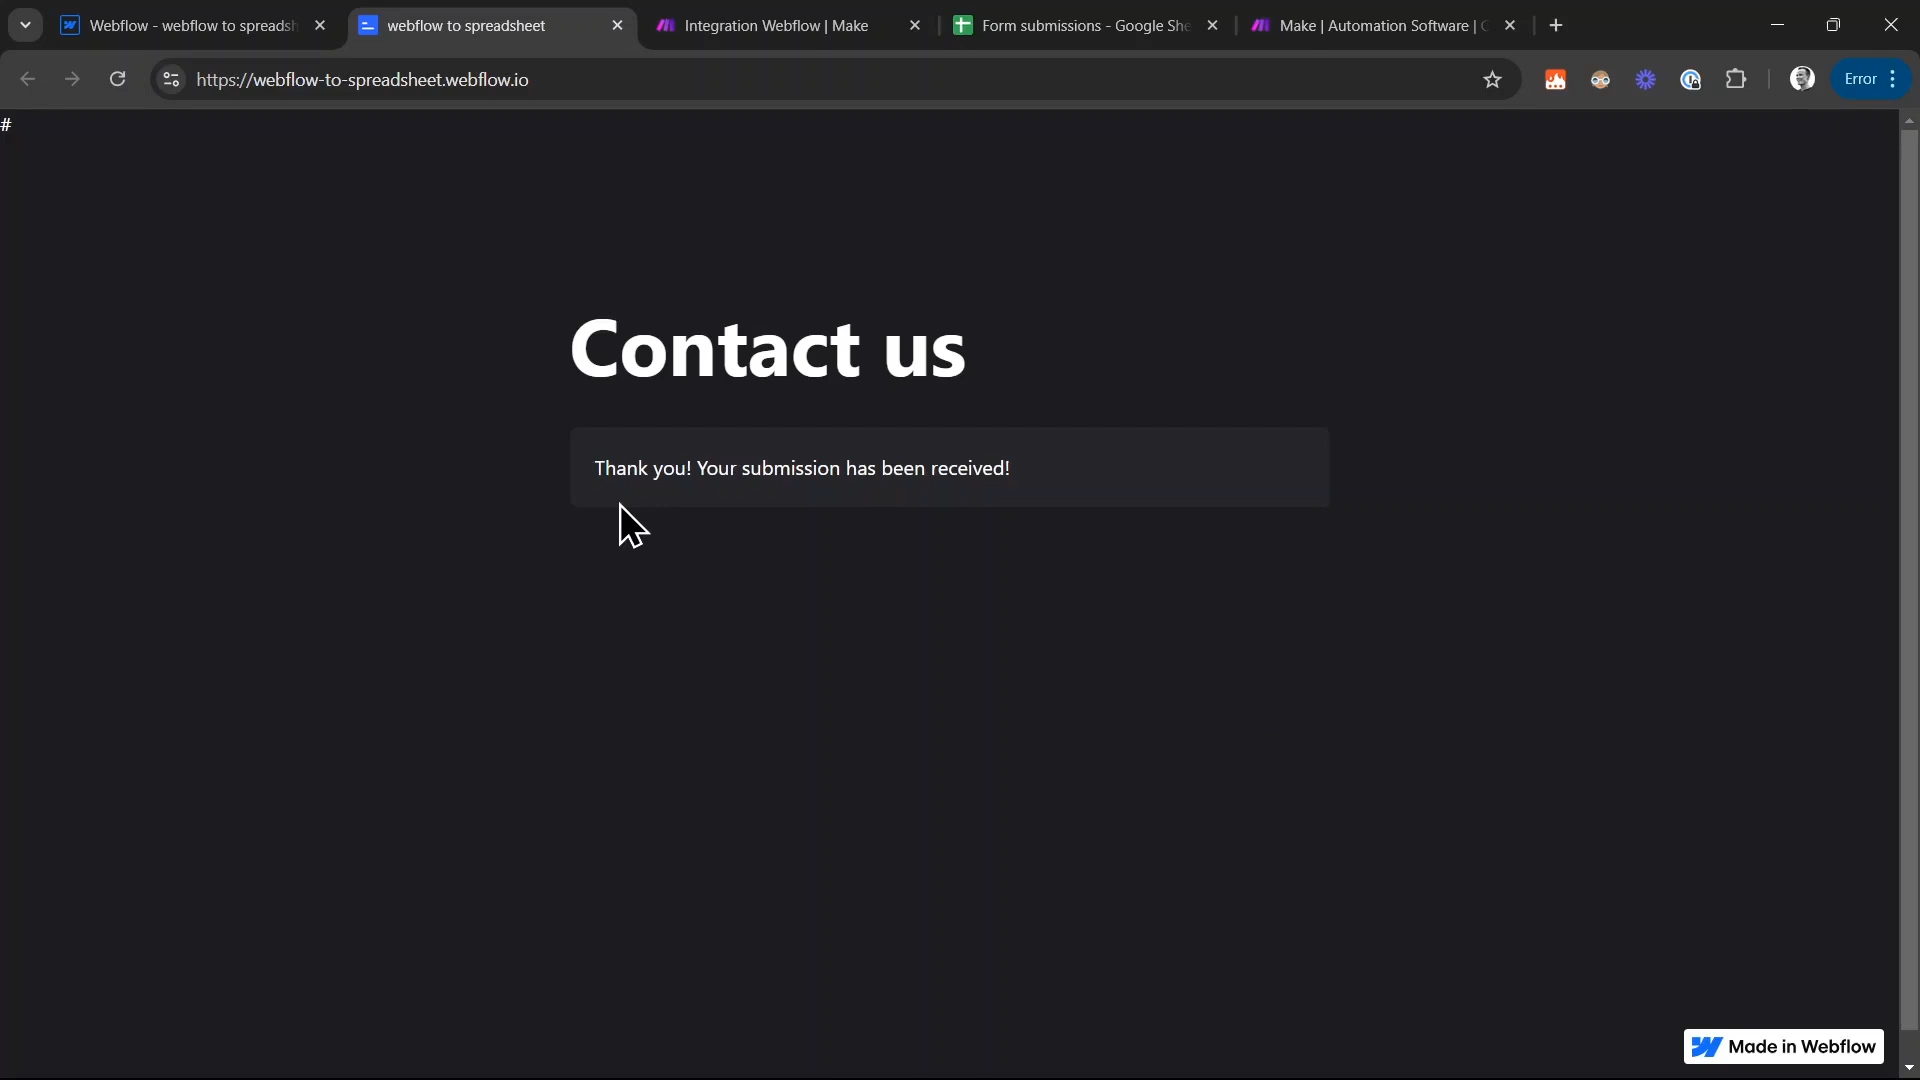 Webflow - webflow to spreadsh
webflow to spreadsheet
Integration Webflow | Make
Form submissions - Google She
Make | Automation Software | C
https://webflow-to-spreadsheet.webflow.io
Error
#
Contact us
Thank you! Your submission has been received!
Made in Webflow